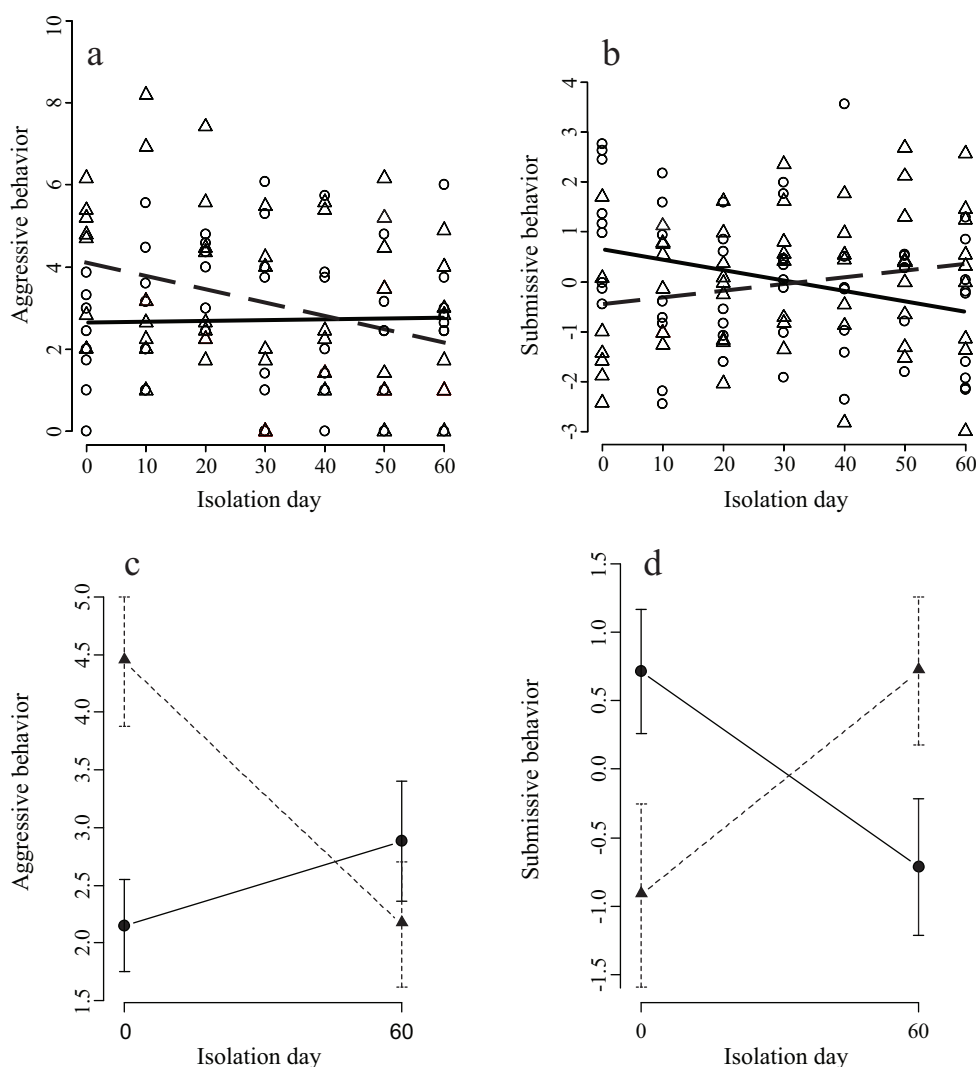 a
Aggressive behavior
10
8
6
4
2
0
0 10 20 30 40 50 60
Isolation day
b
Submissive behavior
4
3
2
1
0
-1
-2
-3
0 10 20 30 40 50 60
Isolation day
c
Aggressive behavior
5.0
4.5
4.0
3.5
3.0
2.5
2.0
1.5
0 60
Isolation day
d
Submissive behavior
1.5
1.0
0.5
0.0
-0.5
-1.0
-1.5
0 60
Isolation day